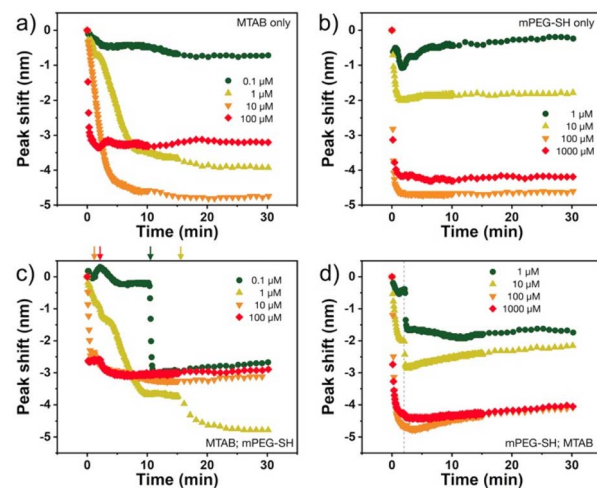 a)
MTAB only
0
-1
-2
-3
-4
-5
Peak shift (nm)
0.1 µM
1 µM
10 µM
100 µM
0 10 20 30
Time (min)
b)
mPEG-SH only
0
-1
-2
-3
-4
-5
Peak shift (nm)
1 µM
10 µM
100 µM
1000 µM
0 10 20 30
Time (min)
c)
0
-1
-2
-3
-4
-5
Peak shift (nm)
0.1 µM
1 µM
10 µM
100 µM
MTAB; mPEG-SH
0 10 20 30
Time (min)
d)
0
-1
-2
-3
-4
-5
Peak shift (nm)
1 µM
10 µM
100 µM
1000 µM
mPEG-SH; MTAB
0 10 20 30
Time (min)